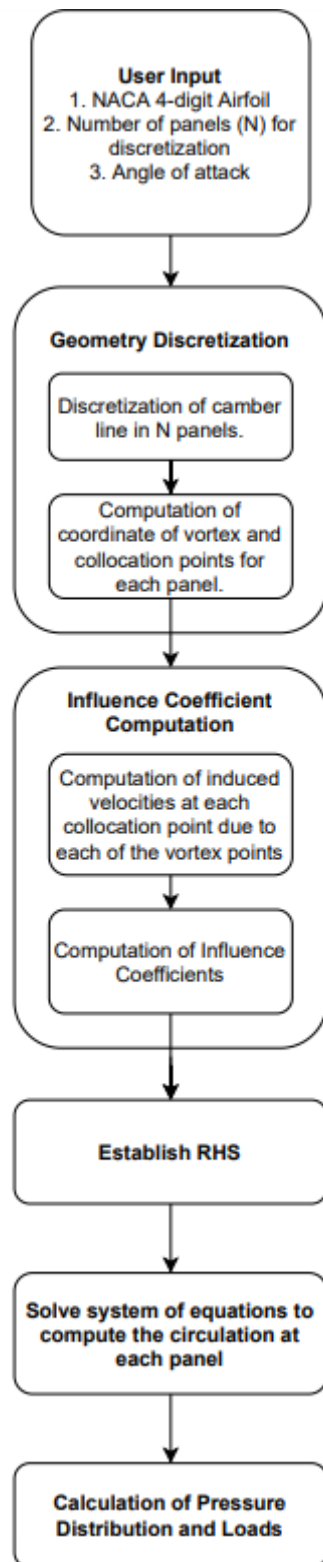 User Input
1. NACA 4-digit Airfoil
2. Number of panels (N) for
discretization
3. Angle of attack
Geometry Discretization
Discretization of camber
line in N panels.
Computation of
coordinate of vortex and
collocation points for
each panel.
Influence Coefficient
Computation
Computation of induced
velocities at each
collocation point due to
each of the vortex points
Computation of Influence
Coefficients
Establish RHS
Solve system of equations to
compute the circulation at
each panel
Calculation of Pressure
Distribution and Loads